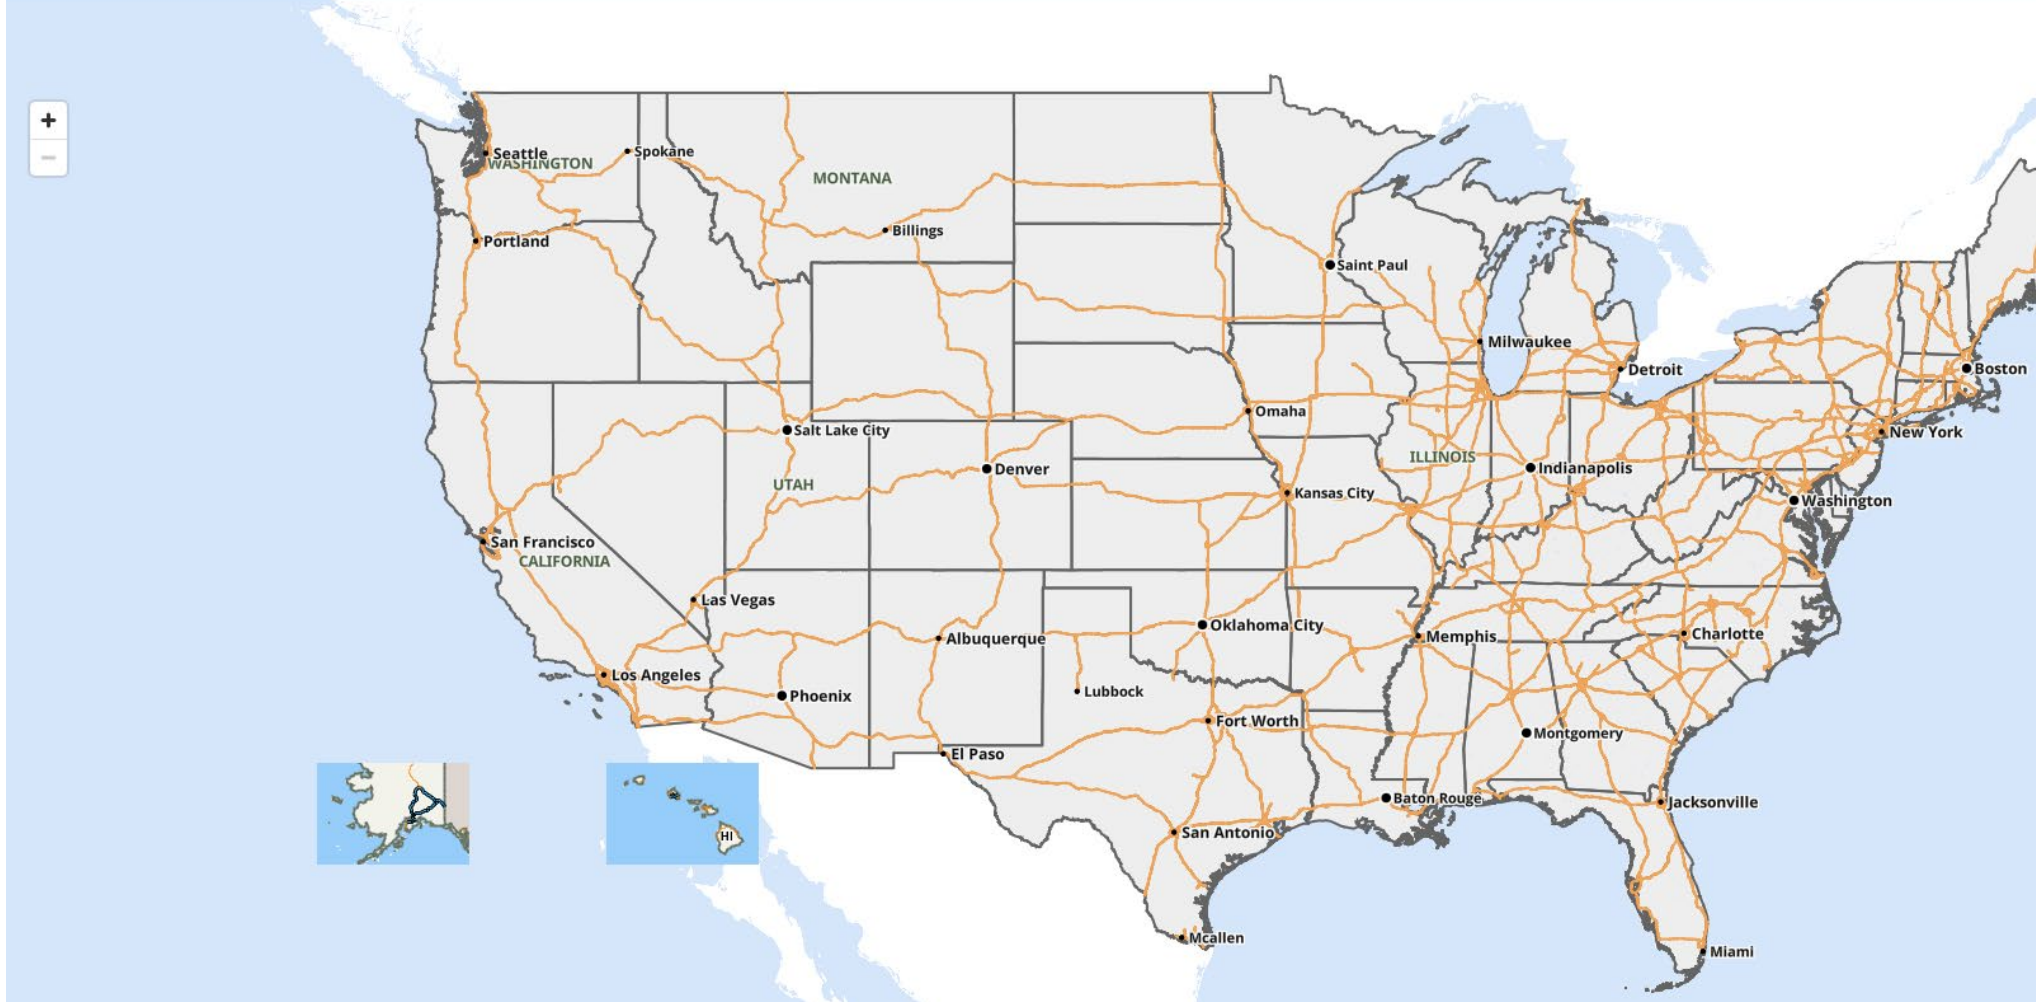 +
−
Seattle
WASHINGTON
Spokane
MONTANA
Billings
Portland
Saint Paul
Milwaukee
Detroit
Boston
Omaha
Salt Lake City
New York
ILLINOIS
Indianapolis
Denver
UTAH
Kansas City
Washington
San Francisco
CALIFORNIA
Las Vegas
Oklahoma City
Albuquerque
Memphis
Charlotte
Los Angeles
Phoenix
Lubbock
Fort Worth
Montgomery
El Paso
Baton Rouge
Jacksonville
San Antonio
HI
Mcallen
Miami